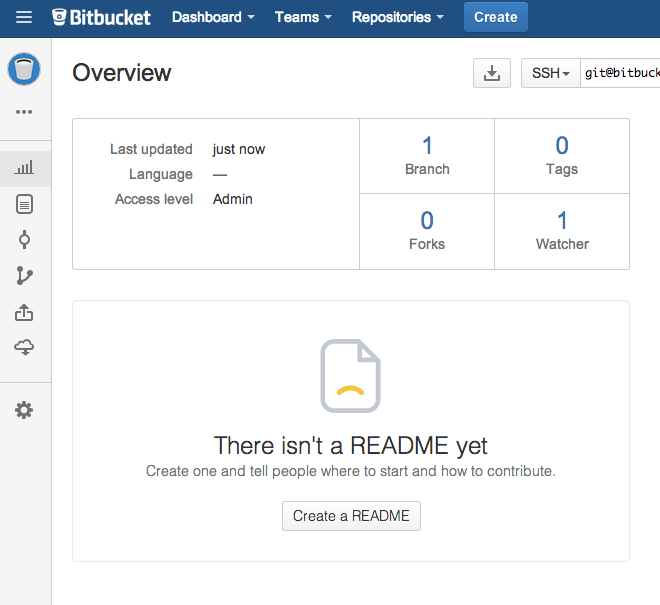 Bitbucket Dashboard Teams Repositories Create
Overview SSH git@bitbuck
Last updated just now
Language —
Access level Admin
1
Branch
0
Tags
0
Forks
1
Watcher
There isn't a README yet
Create one and tell people where to start and how to contribute.
Create a README